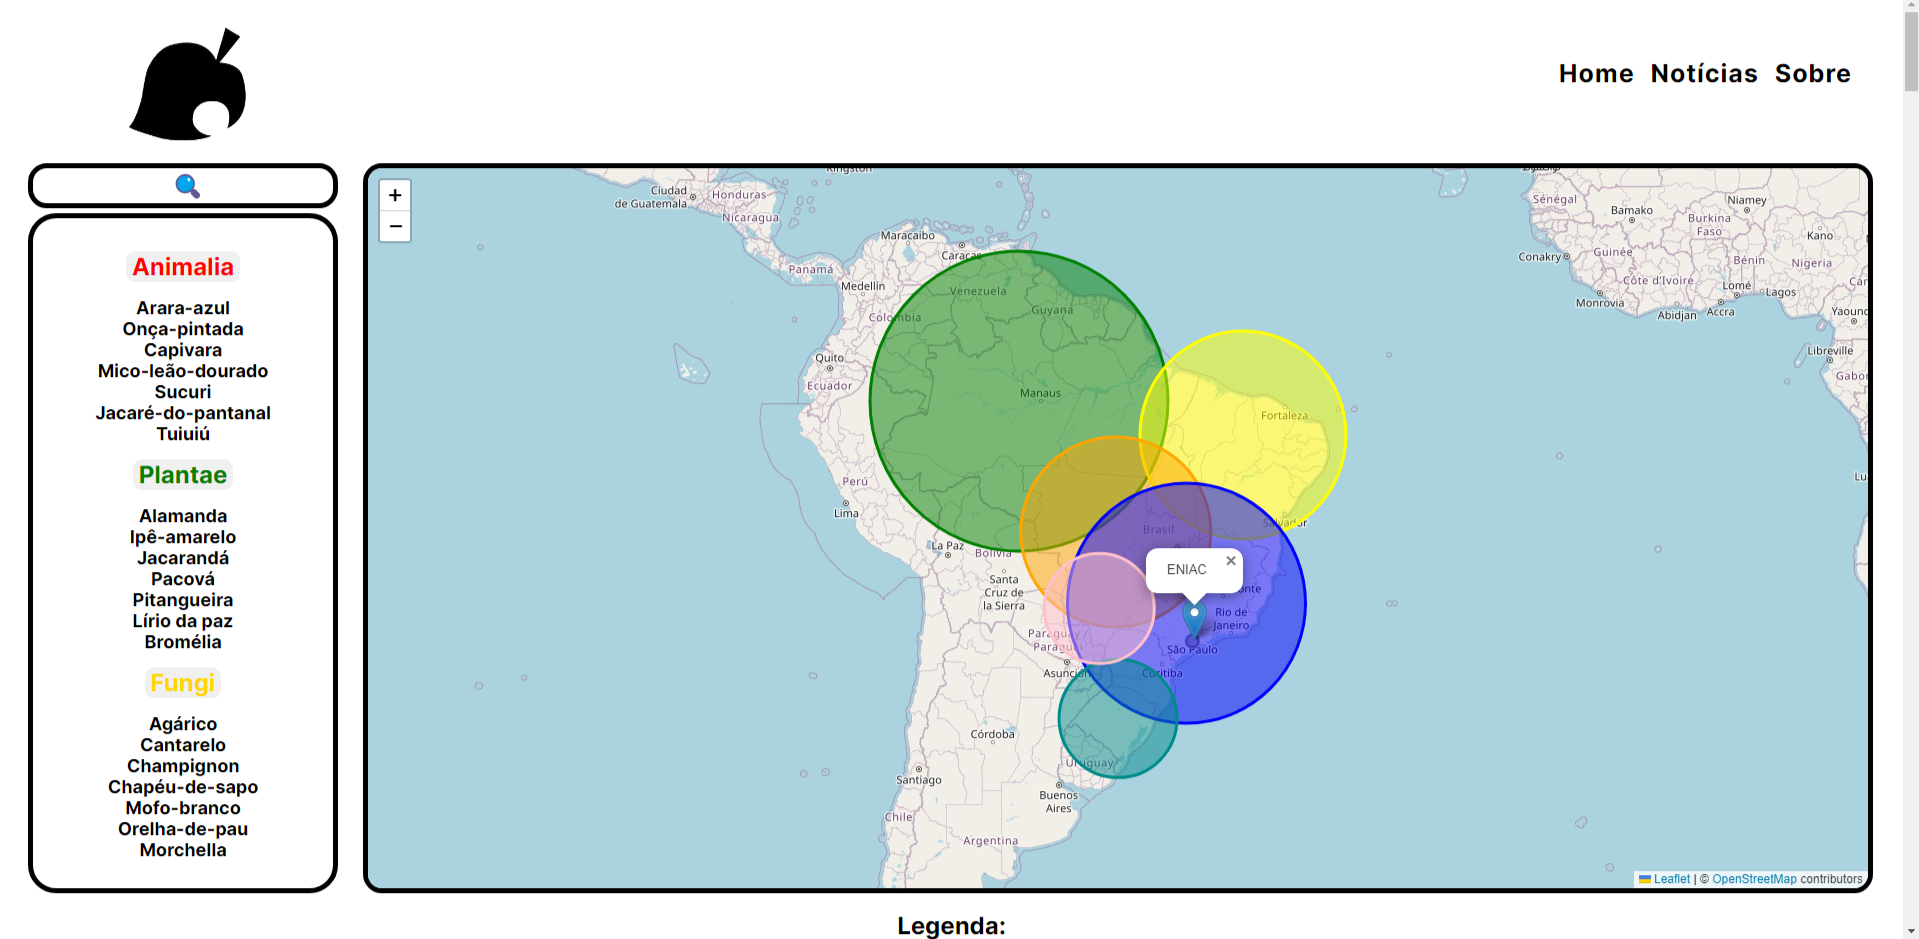 Home Notícias Sobre
Animalia
Arara-azul
Onça-pintada
Capivara
Mico-leão-dourado
Sucuri
Jacaré-do-pantanal
Tuiuiú
Plantae
Alamanda
Ipê-amarelo
Jacarandá
Pacová
Pitangueira
Lírio da paz
Bromélia
Fungi
Agárico
Cantarelo
Champignon
Chapéu-de-sapo
Mofo-branco
Orelha-de-pau
Morchella
+
−
Kingston
Ciudad
de Guatemala
Honduras
Nicaragua
Maracaibo
Caracas
Panamá
Medellín
Venezuela
Guyana
Colombia
Quito
Ecuador
Manaus
Fortaleza
Perú
Lima
Brasil
Salvador
La Paz
Bolivia
Santa
Cruz de
la Sierra
ENIAC ×
onte
Rio de
Janeiro
Paraguay /
Paraguái
São Paulo
Asunción
Curitiba
Córdoba
Uruguay
Santiago
Buenos
Aires
Chile
Argentina
Sénégal
Bamako
Niamey
Burkina
Faso
Kano
Conakry
Guinée
Bénin
Nigeria
Côte d'Ivoire
Lomé
Lagos
Monrovia
Abidjan
Accra
Yaound
Libreville
Gabo
Lu
Leaflet | © OpenStreetMap contributors
Legenda: